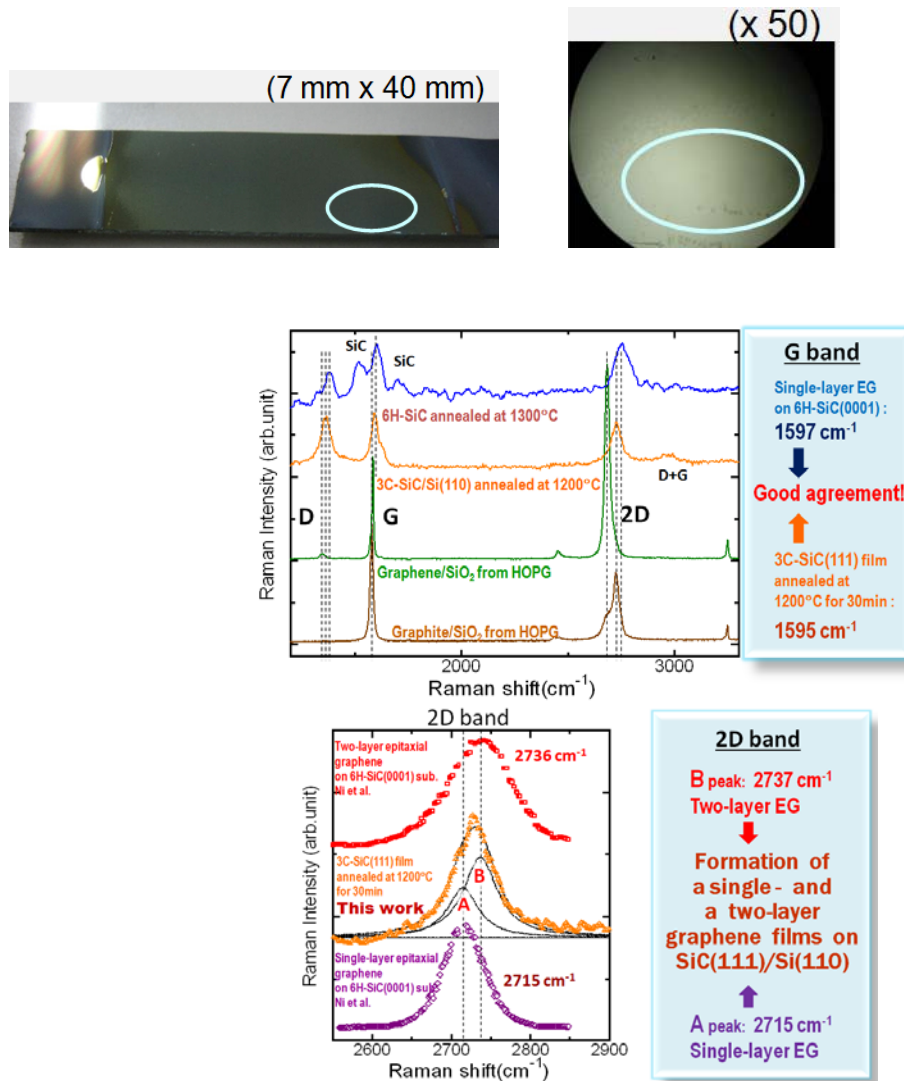 (7 mm x 40 mm)
(x 50)
SiC
SiC
6H-SiC annealed at 1300°C
3C-SiC/Si(110) annealed at 1200°C
D+G
D
G
2D
Graphene/SiO2 from HOPG
Graphite/SiO2 from HOPG
Raman Intensity (arb.unit)
2000
3000
Raman shift(cm-1)
G band
Single-layer EG
on 6H-SiC(0001) :
1597 cm-1
Good agreement!
3C-SiC(111) film
annealed at
1200°C for 30min :
1595 cm-1
2D band
Two-layer epitaxial
graphene
on 6H-SiC(0001) sub.
Ni et al.
2736 cm-1
3C-SiC(111) film
annealed at 1200°C
for 30min
This work
A
B
Single-layer epitaxial
graphene
on 6H-SiC(0001) sub.
Ni et al.
2715 cm-1
Raman Intensity (arb.unit)
2600
2700
2800
2900
Raman shift(cm-1)
2D band
B peak: 2737 cm-1
Two-layer EG
Formation of
a single - and
a two-layer
graphene films on
SiC(111)/Si(110)
A peak: 2715 cm-1
Single-layer EG